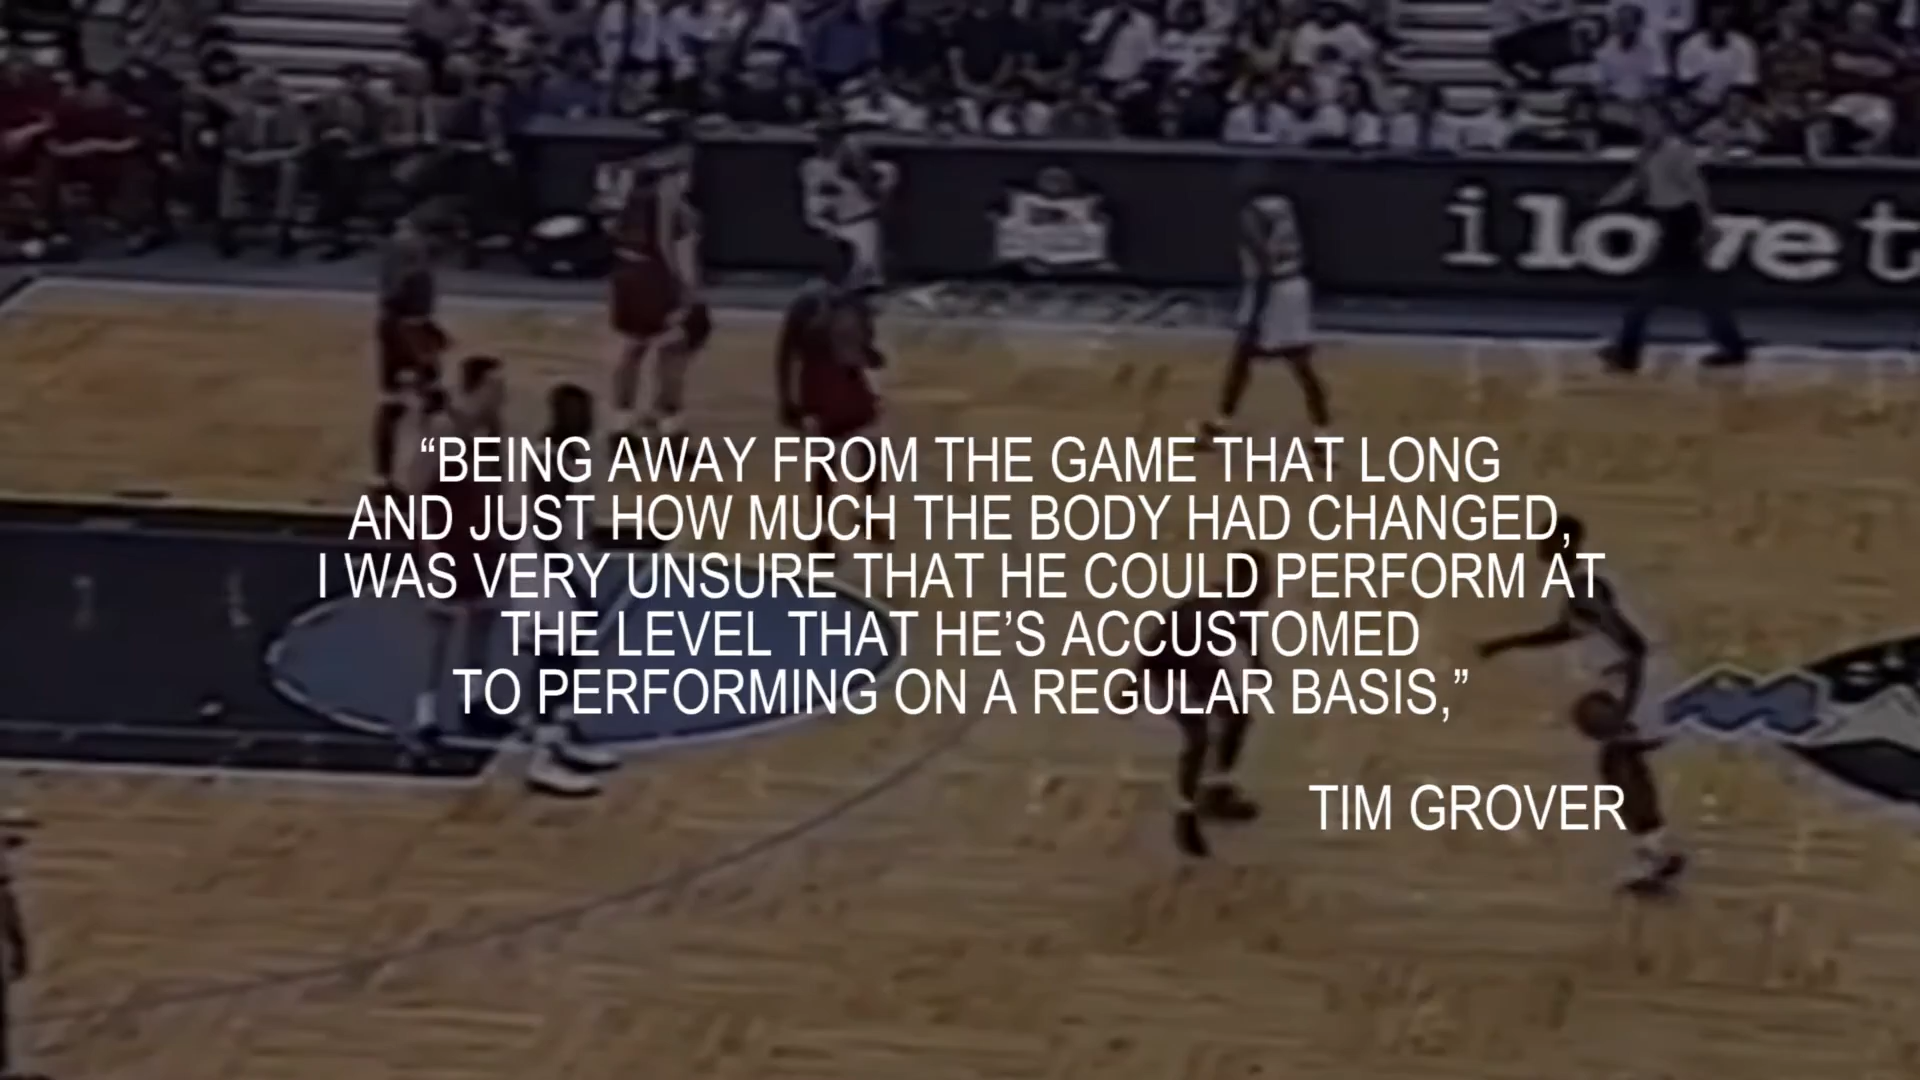 i love t
“BEING AWAY FROM THE GAME THAT LONG
AND JUST HOW MUCH THE BODY HAD CHANGED,
I WAS VERY UNSURE THAT HE COULD PERFORM AT
THE LEVEL THAT HE’S ACCUSTOMED
TO PERFORMING ON A REGULAR BASIS,”
TIM GROVER